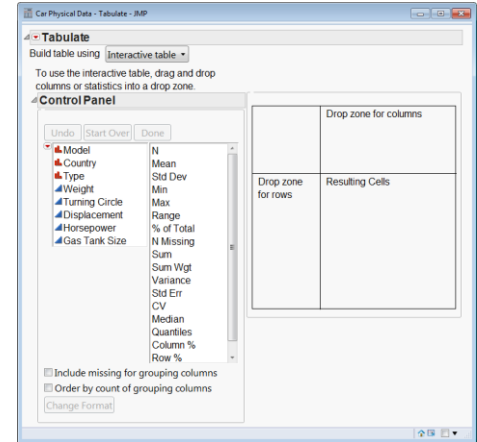 Car Physical Data - Tabulate - JMP
Tabulate
Build table using Interactive table
To use the interactive table, drag and drop
columns or statistics into a drop zone.
Control Panel
Undo Start Over Done
Model
Country
Type
Weight
Turning Circle
Displacement
Horsepower
Gas Tank Size
N
Mean
Std Dev
Min
Max
Range
% of Total
N Missing
Sum
Sum Wgt
Variance
Std Err
CV
Median
Quantiles
Column %
Row %
Include missing for grouping columns
Order by count of grouping columns
Change Format
Drop zone for columns
Drop zone
for rows
Resulting Cells